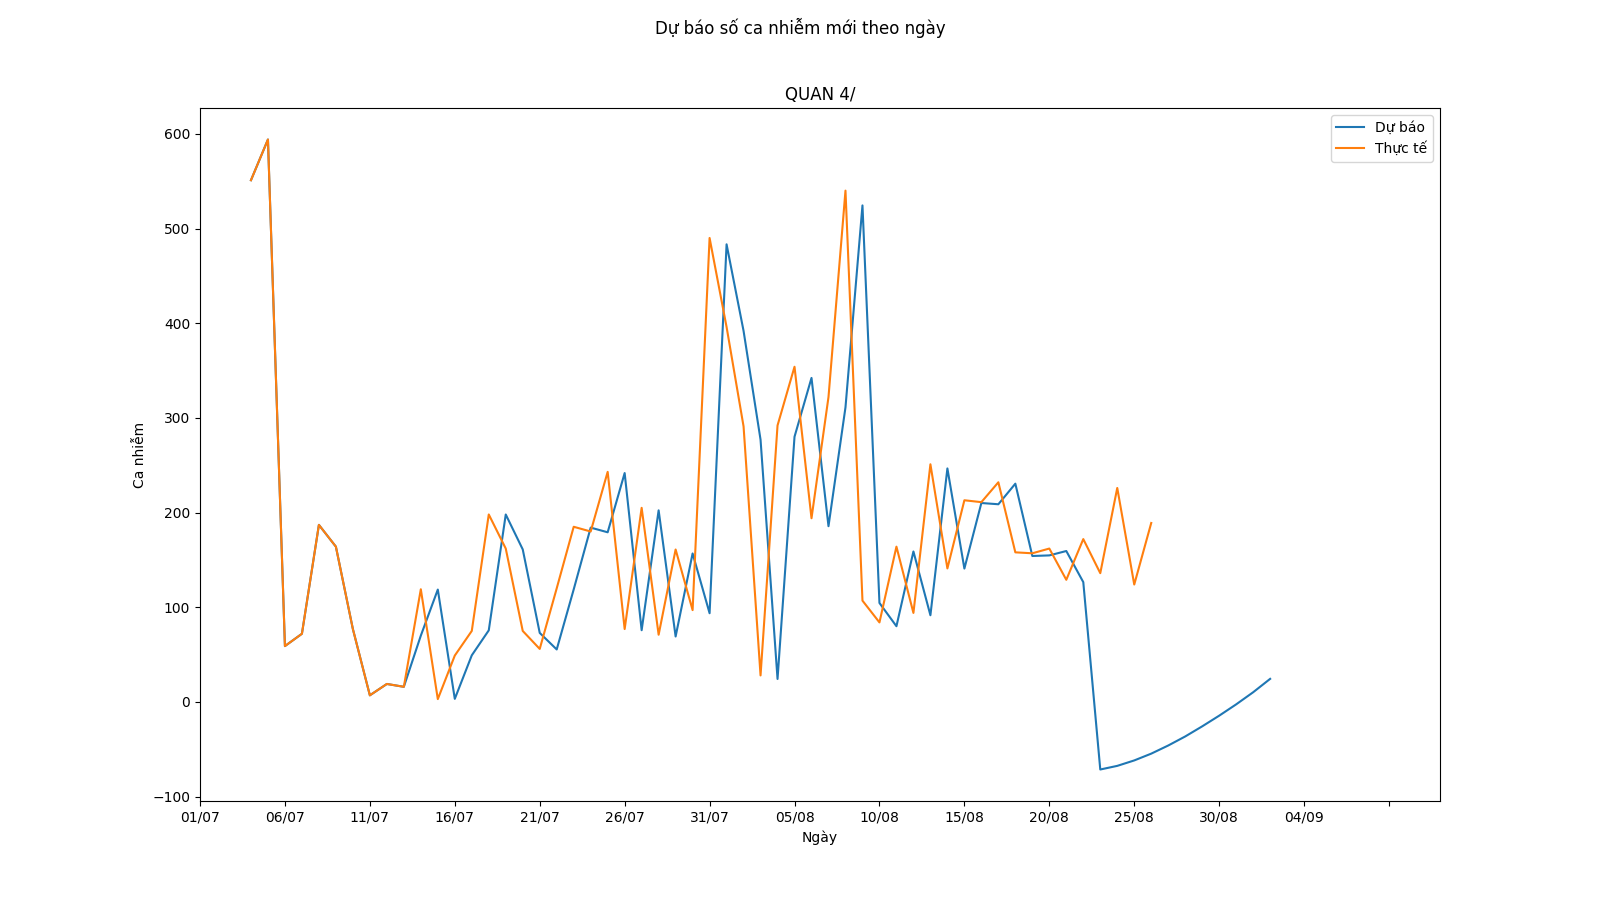 Dự báo số ca nhiễm mới theo ngày
QUAN 4/
Dự báo
Thực tế
600
500
400
300
200
100
0
−100
Ca nhiễm
01/07 06/07 11/07 16/07 21/07 26/07 31/07 05/08 10/08 15/08 20/08 25/08 30/08 04/09
Ngày